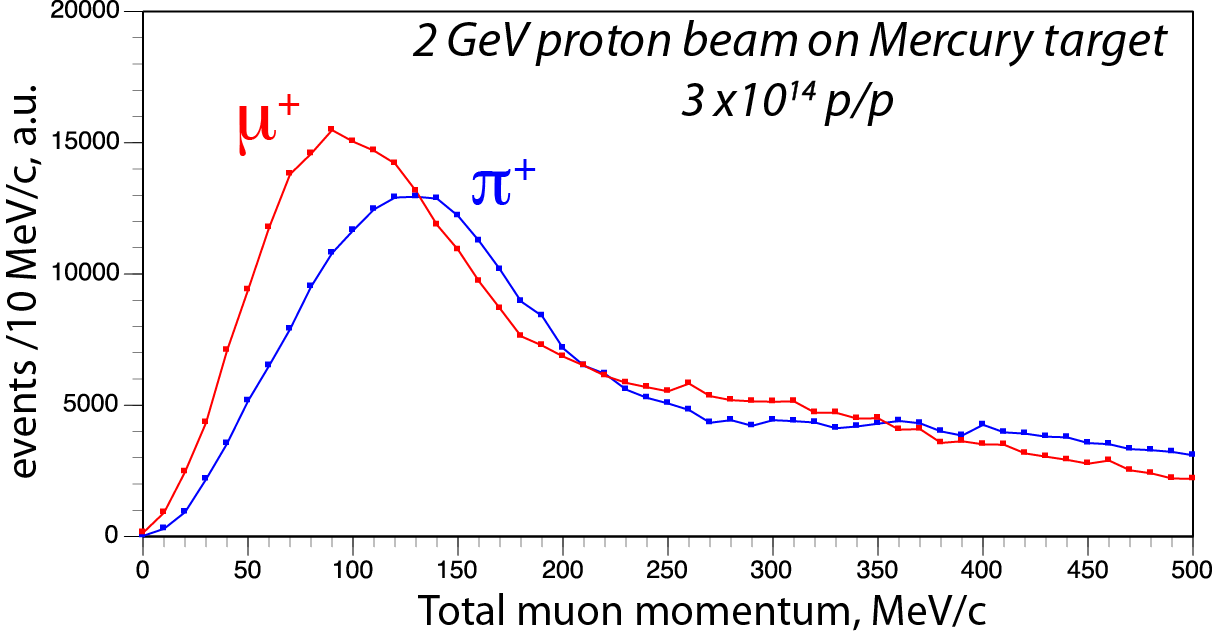 20000
15000
10000
5000
0
events /10 MeV/c, a.u.
2 GeV proton beam on Mercury target
3 x10¹⁴ p/p
μ⁺
π⁺
0 50 100 150 200 250 300 350 400 450 500
Total muon momentum, MeV/c